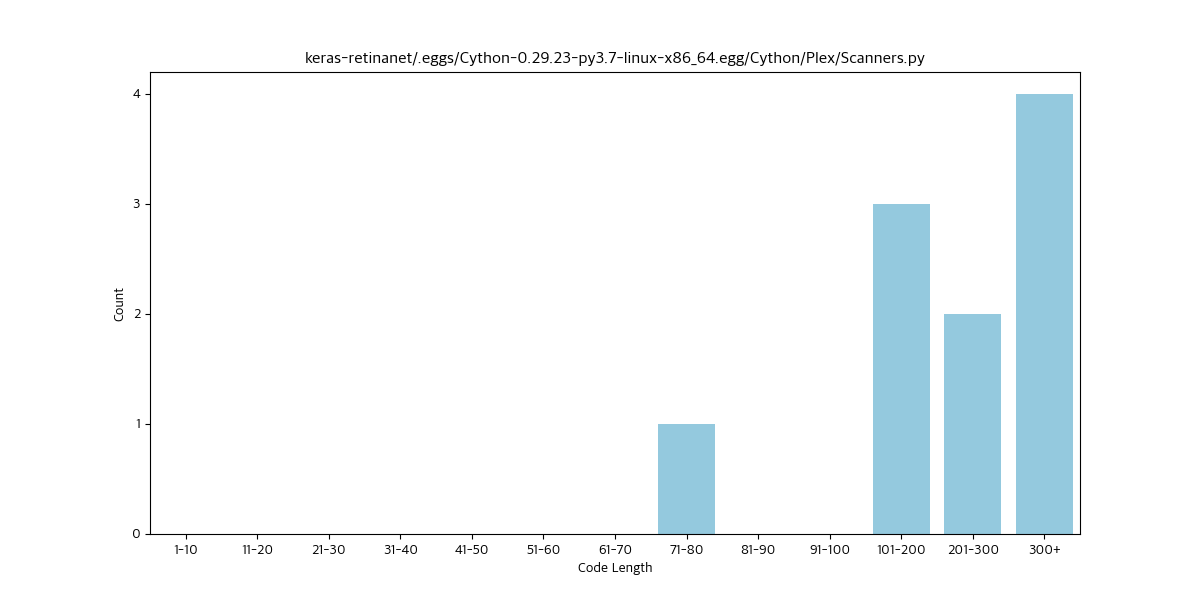 keras-retinanet/.eggs/Cython-0.29.23-py3.7-linux-x86_64.egg/Cython/Plex/Scanners.py
4
3
2
1
0
Count
1-10 11-20 21-30 31-40 41-50 51-60 61-70 71-80 81-90 91-100 101-200 201-300 300+
Code Length